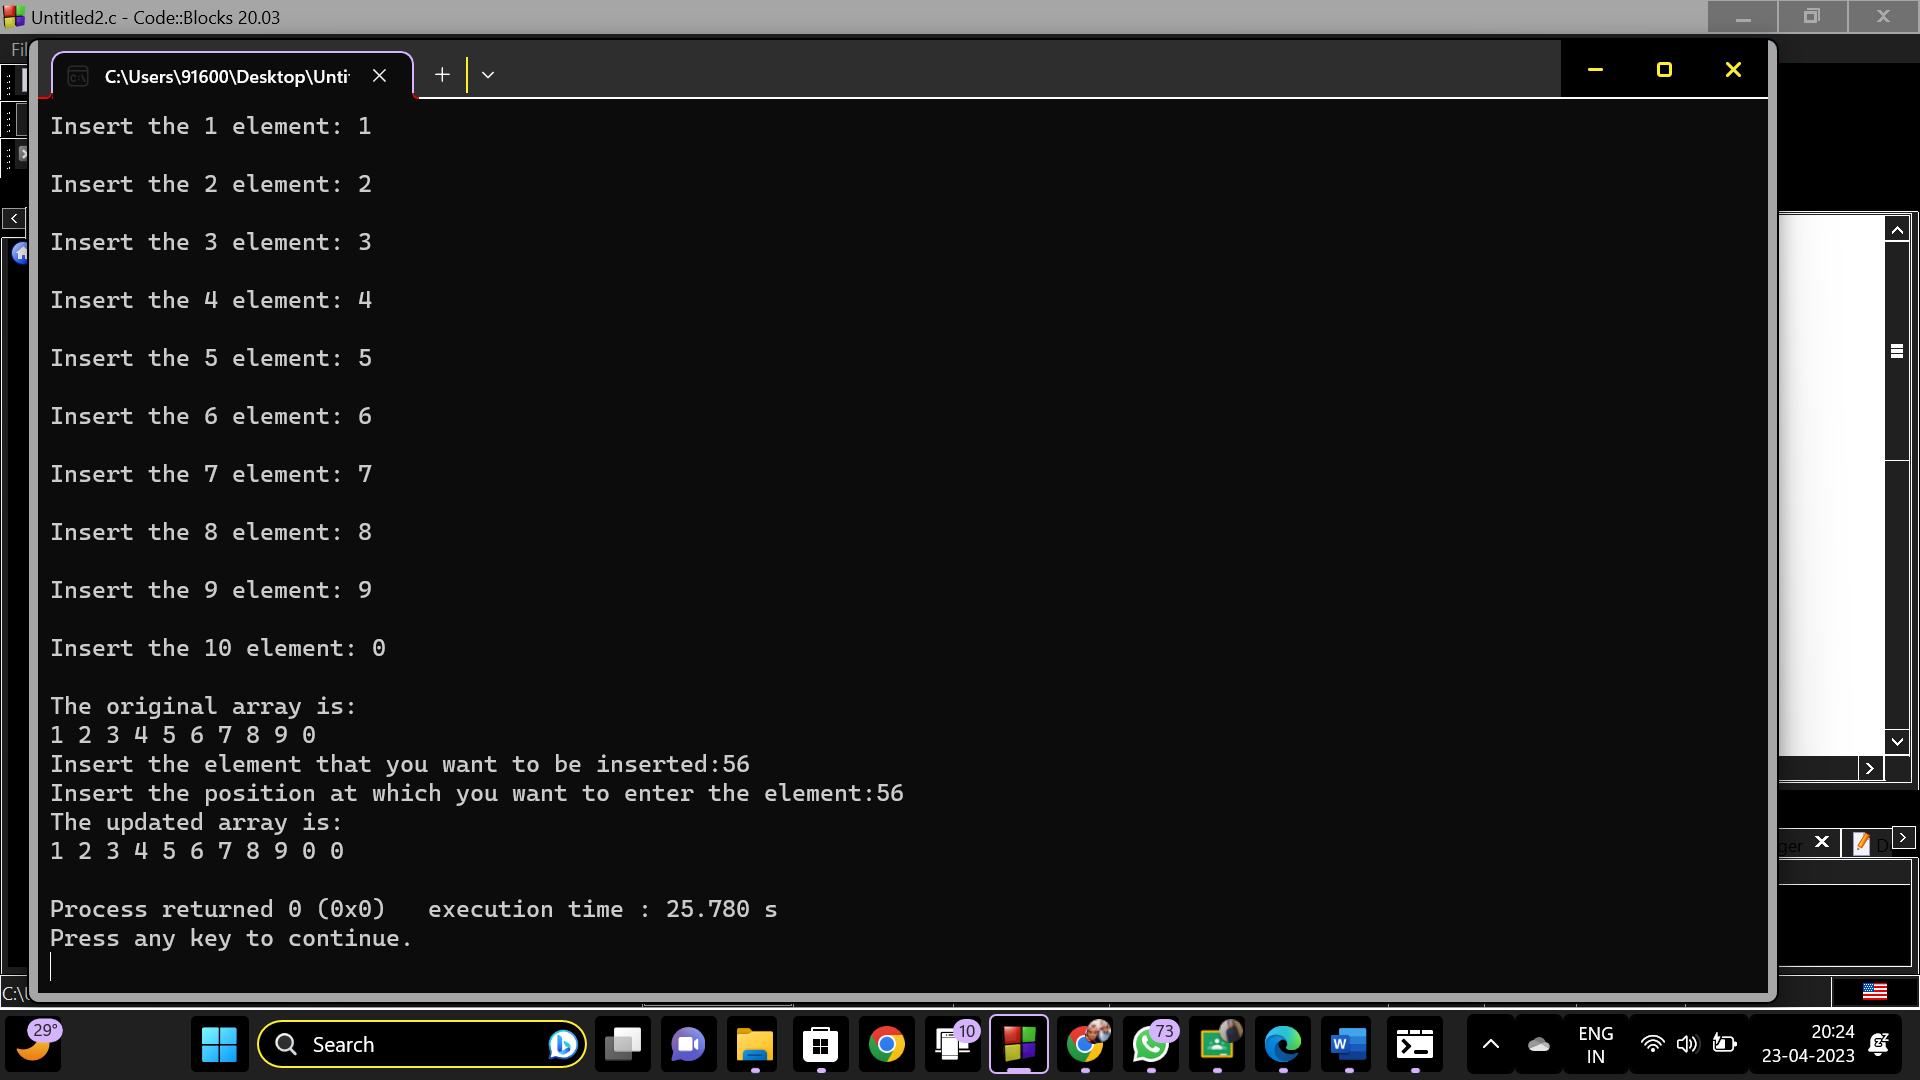 Untitled2.c - Code::Blocks 20.03
Fil
C:\Users\91600\Desktop\Unti
Insert the 1 element: 1
Insert the 2 element: 2
Insert the 3 element: 3
Insert the 4 element: 4
Insert the 5 element: 5
Insert the 6 element: 6
Insert the 7 element: 7
Insert the 8 element: 8
Insert the 9 element: 9
Insert the 10 element: 0
The original array is:
1 2 3 4 5 6 7 8 9 0
Insert the element that you want to be inserted:56
Insert the position at which you want to enter the element:56
The updated array is:
1 2 3 4 5 6 7 8 9 0 0
Process returned 0 (0x0)   execution time : 25.780 s
Press any key to continue.
ger
D
C:\U
29°
Search
10
73
ENG
IN
20:24
23-04-2023